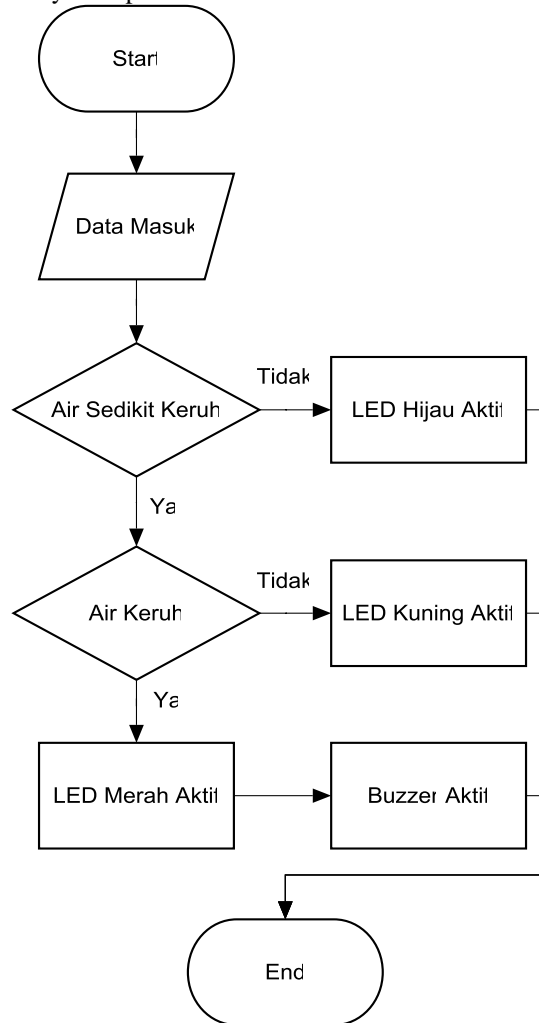 Start
Data Masuk
Tidak
Air Sedikit Keruh
LED Hijau Aktif
Ya
Tidak
Air Keruh
LED Kuning Aktif
Ya
LED Merah Aktif
Buzzer Aktif
End